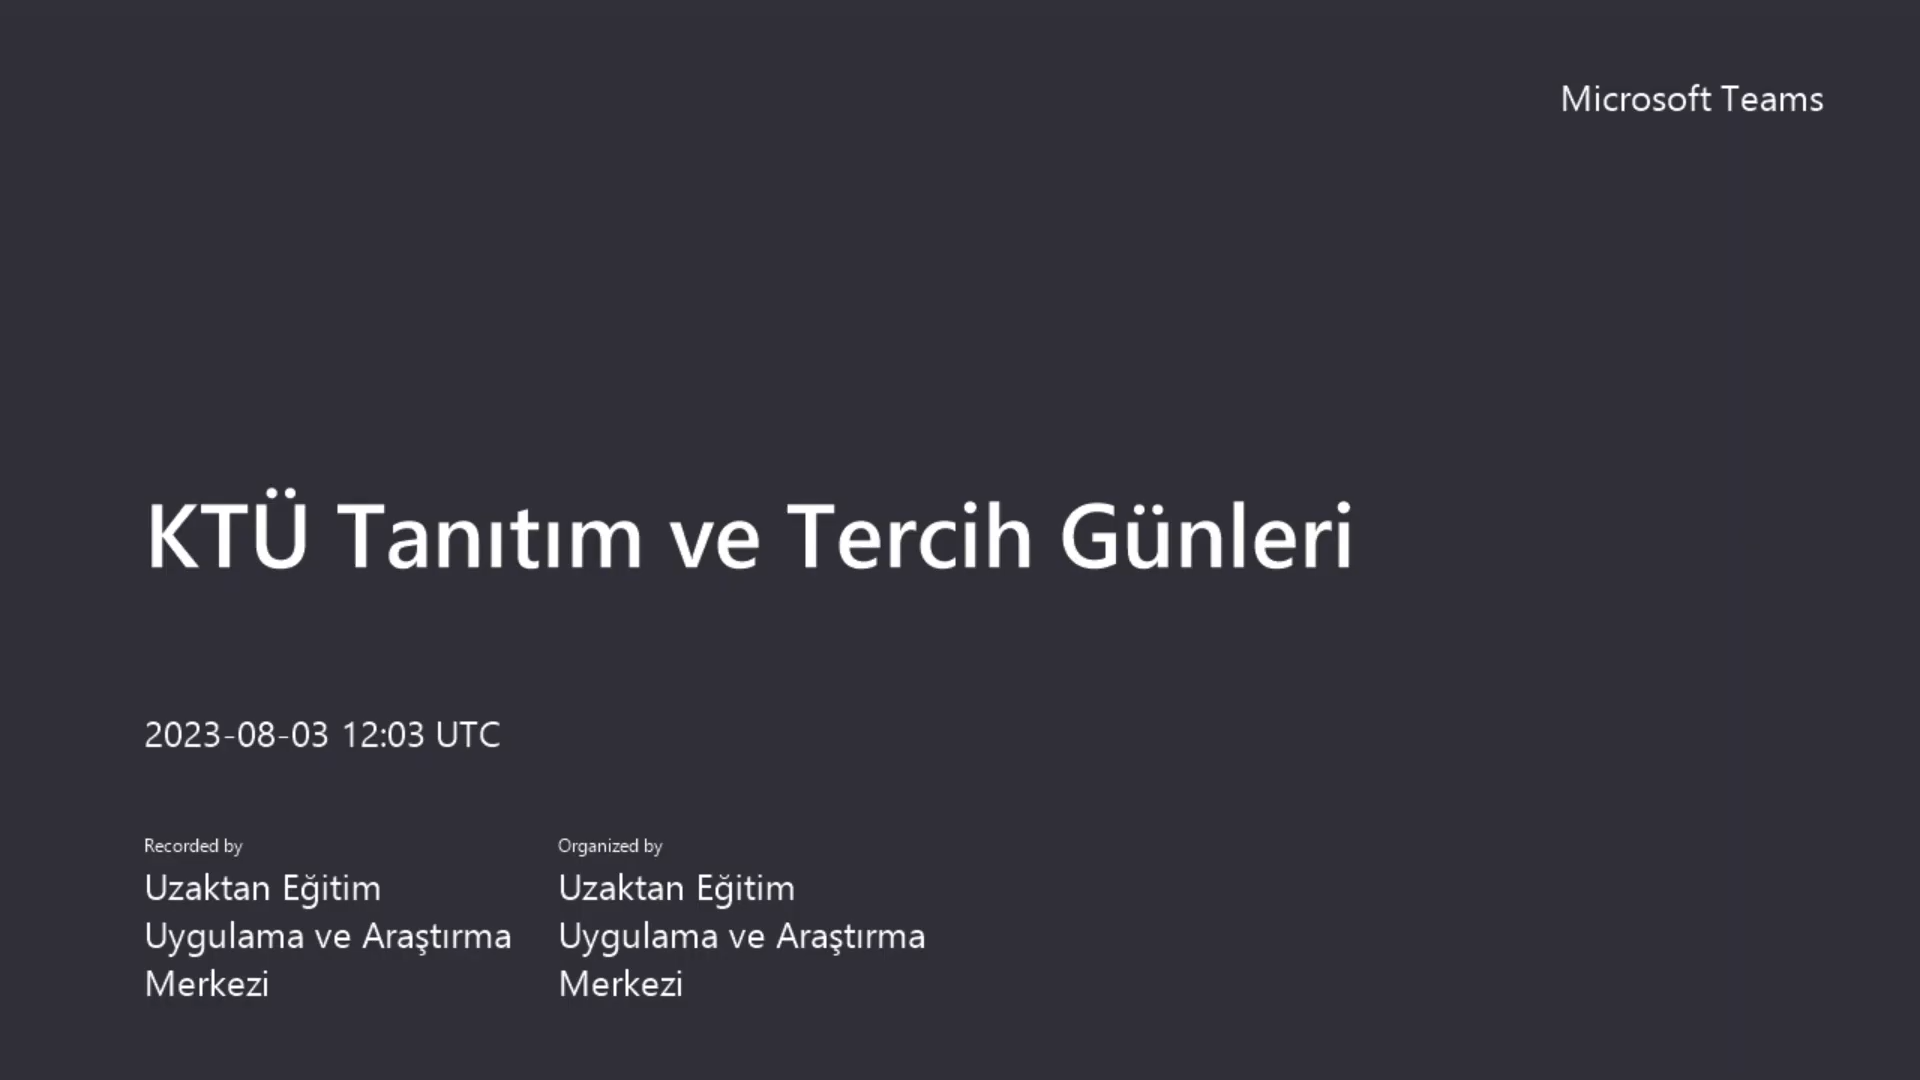 Microsoft Teams
KTÜ Tanıtım ve Tercih Günleri
2023-08-03 12:03 UTC
Recorded by
Uzaktan Eğitim
Uygulama ve Araştırma
Merkezi
Organized by
Uzaktan Eğitim
Uygulama ve Araştırma
Merkezi